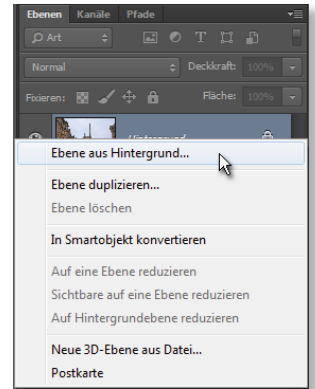 Ebenen Kanäle Pfade
Art
Normal Deckkraft: 100%
Fixieren: Fläche: 100%
Hintergrund
Ebene aus Hintergrund...
Ebene duplizieren...
Ebene löschen
In Smartobjekt konvertieren
Auf eine Ebene reduzieren
Sichtbare auf eine Ebene reduzieren
Auf Hintergrundebene reduzieren
Neue 3D-Ebene aus Datei...
Postkarte